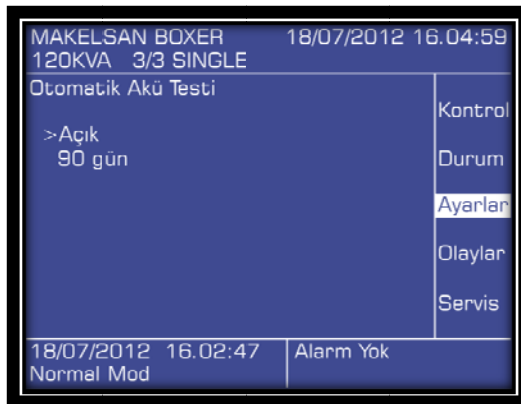 MAKELSAN BOXER 18/07/2012 16.04:59
120KVA 3/3 SINGLE
Otomatik Akü Testi
>Açık
90 gün
Kontrol
Durum
Ayarlar
Olaylar
Servis
18/07/2012 16.02:47 Alarm Yok
Normal Mod